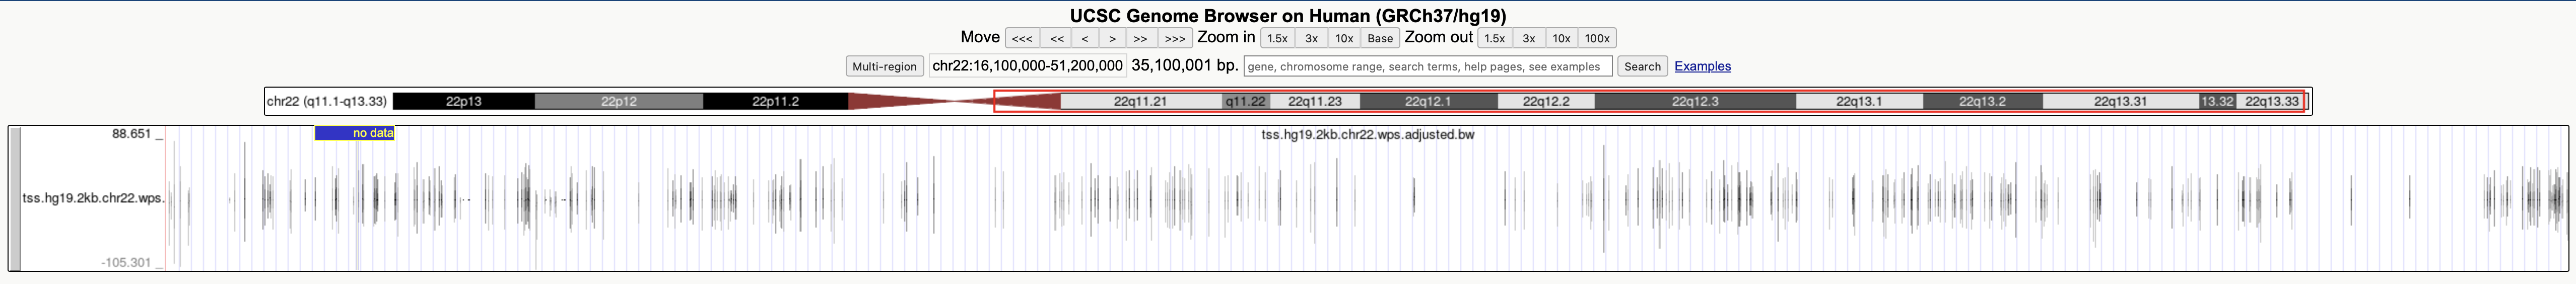 UCSC Genome Browser on Human (GRCh37/hg19)
Move <<< << < > >> >>> Zoom in 1.5x 3x 10x Base Zoom out 1.5x 3x 10x 100x
Multi-region chr22:16,100,000-51,200,000 35,100,001 bp. gene, chromosome range, search terms, help pages, see examples Search Examples
chr22 (q11.1-q13.33) 22p13 22p12 22p11.2 22q11.21 q11.22 22q11.23 22q12.1 22q12.2 22q12.3 22q13.1 22q13.2 22q13.31 13.32 22q13.33
88.651 _ no data tss.hg19.2kb.chr22.wps.adjusted.bw
tss.hg19.2kb.chr22.wps.
-105.301 _